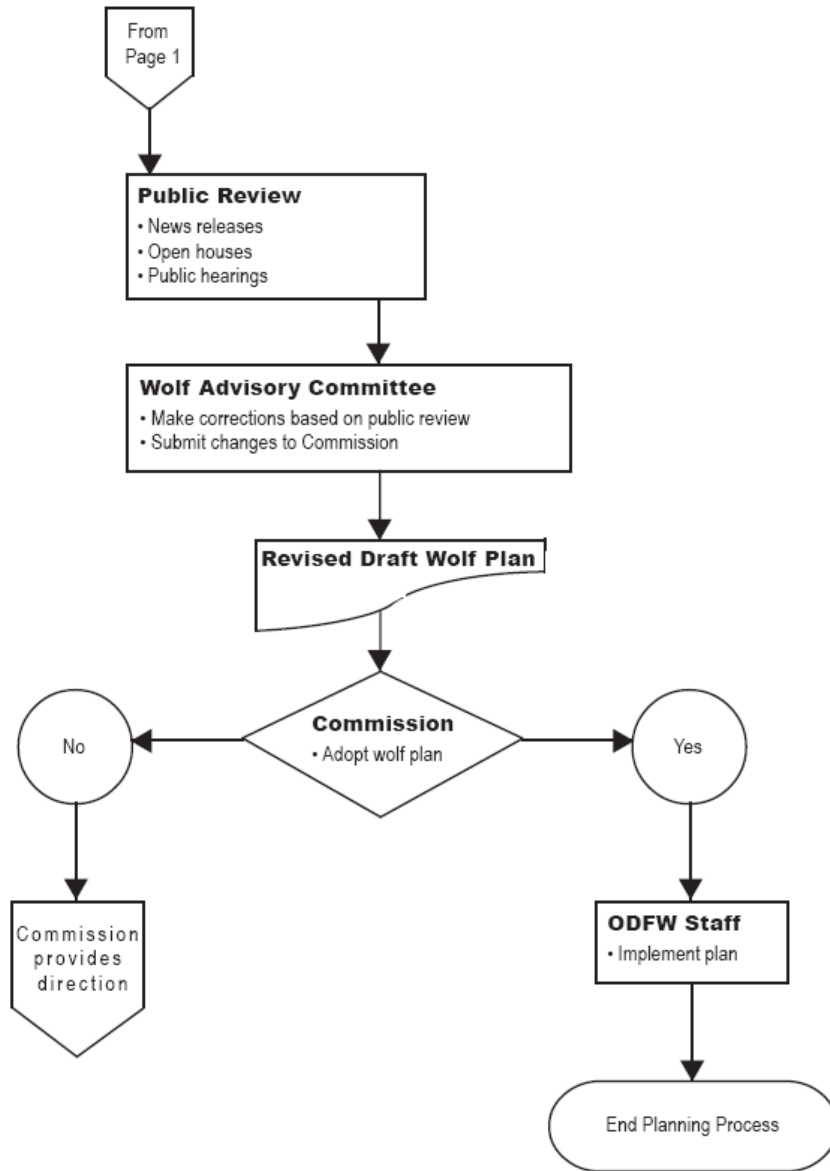 From
Page 1
Public Review
• News releases
• Open houses
• Public hearings
Wolf Advisory Committee
• Make corrections based on public review
• Submit changes to Commission
Revised Draft Wolf Plan
Commission
• Adopt wolf plan
No
Yes
Commission
provides
direction
ODFW Staff
• Implement plan
End Planning Process